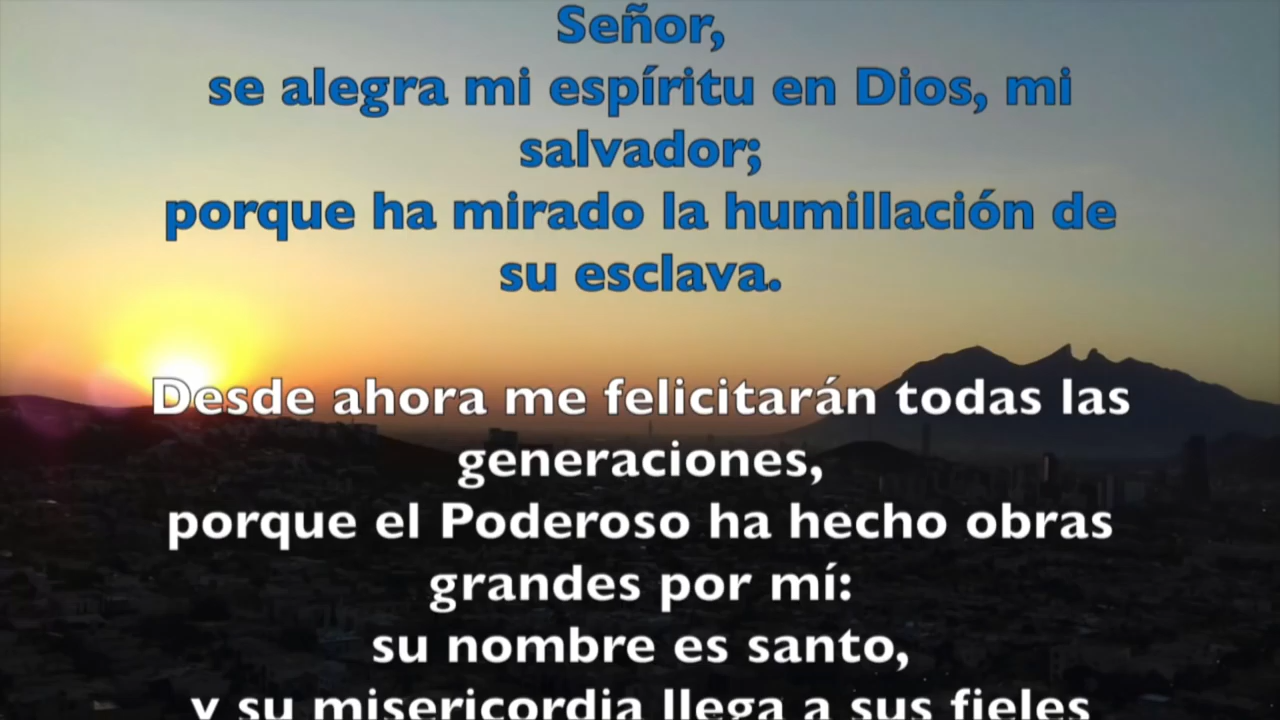 Señor,
se alegra mi espíritu en Dios, mi
salvador;
porque ha mirado la humillación de
su esclava.
Desde ahora me felicitarán todas las
generaciones,
porque el Poderoso ha hecho obras
grandes por mí:
su nombre es santo,
y su misericordia llega a sus fieles